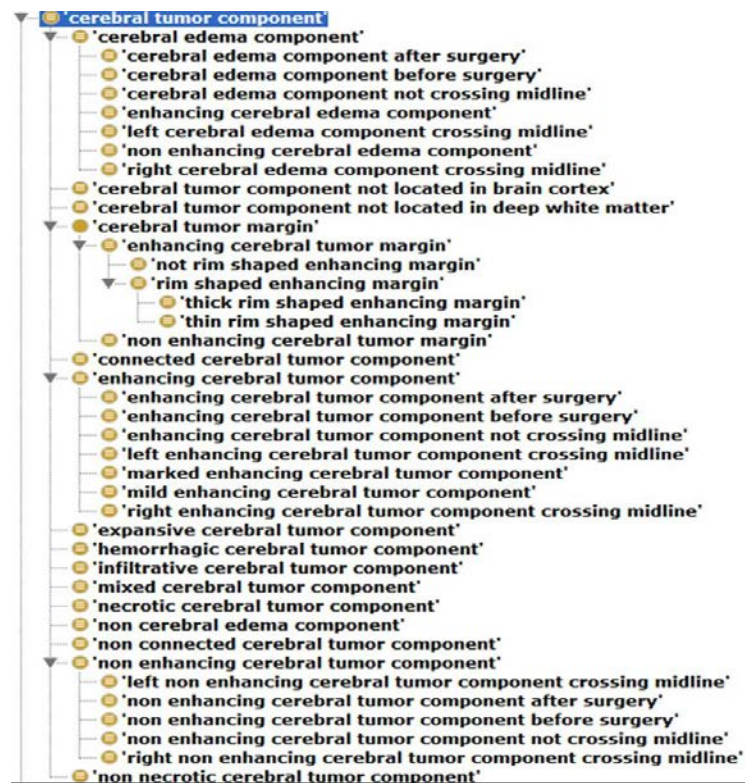 'cerebral tumor component'
'cerebral edema component'
'cerebral edema component after surgery'
'cerebral edema component before surgery'
'cerebral edema component not crossing midline'
'enhancing cerebral edema component'
'left cerebral edema component crossing midline'
'non enhancing cerebral edema component'
'right cerebral edema component crossing midline'
'cerebral tumor component not located in brain cortex'
'cerebral tumor component not located in deep white matter'
'cerebral tumor margin'
'enhancing cerebral tumor margin'
'not rim shaped enhancing margin'
'rim shaped enhancing margin'
'thick rim shaped enhancing margin'
'thin rim shaped enhancing margin'
'non enhancing cerebral tumor margin'
'connected cerebral tumor component'
'enhancing cerebral tumor component'
'enhancing cerebral tumor component after surgery'
'enhancing cerebral tumor component before surgery'
'enhancing cerebral tumor component not crossing midline'
'left enhancing cerebral tumor component crossing midline'
'marked enhancing cerebral tumor component'
'mild enhancing cerebral tumor component'
'right enhancing cerebral tumor component crossing midline'
'expansive cerebral tumor component'
'hemorrhagic cerebral tumor component'
'infiltrative cerebral tumor component'
'mixed cerebral tumor component'
'necrotic cerebral tumor component'
'non cerebral edema component'
'non connected cerebral tumor component'
'non enhancing cerebral tumor component'
'left non enhancing cerebral tumor component crossing midline'
'non enhancing cerebral tumor component after surgery'
'non enhancing cerebral tumor component before surgery'
'non enhancing cerebral tumor component not crossing midline'
'right non enhancing cerebral tumor component crossing midline'
'non necrotic cerebral tumor component'